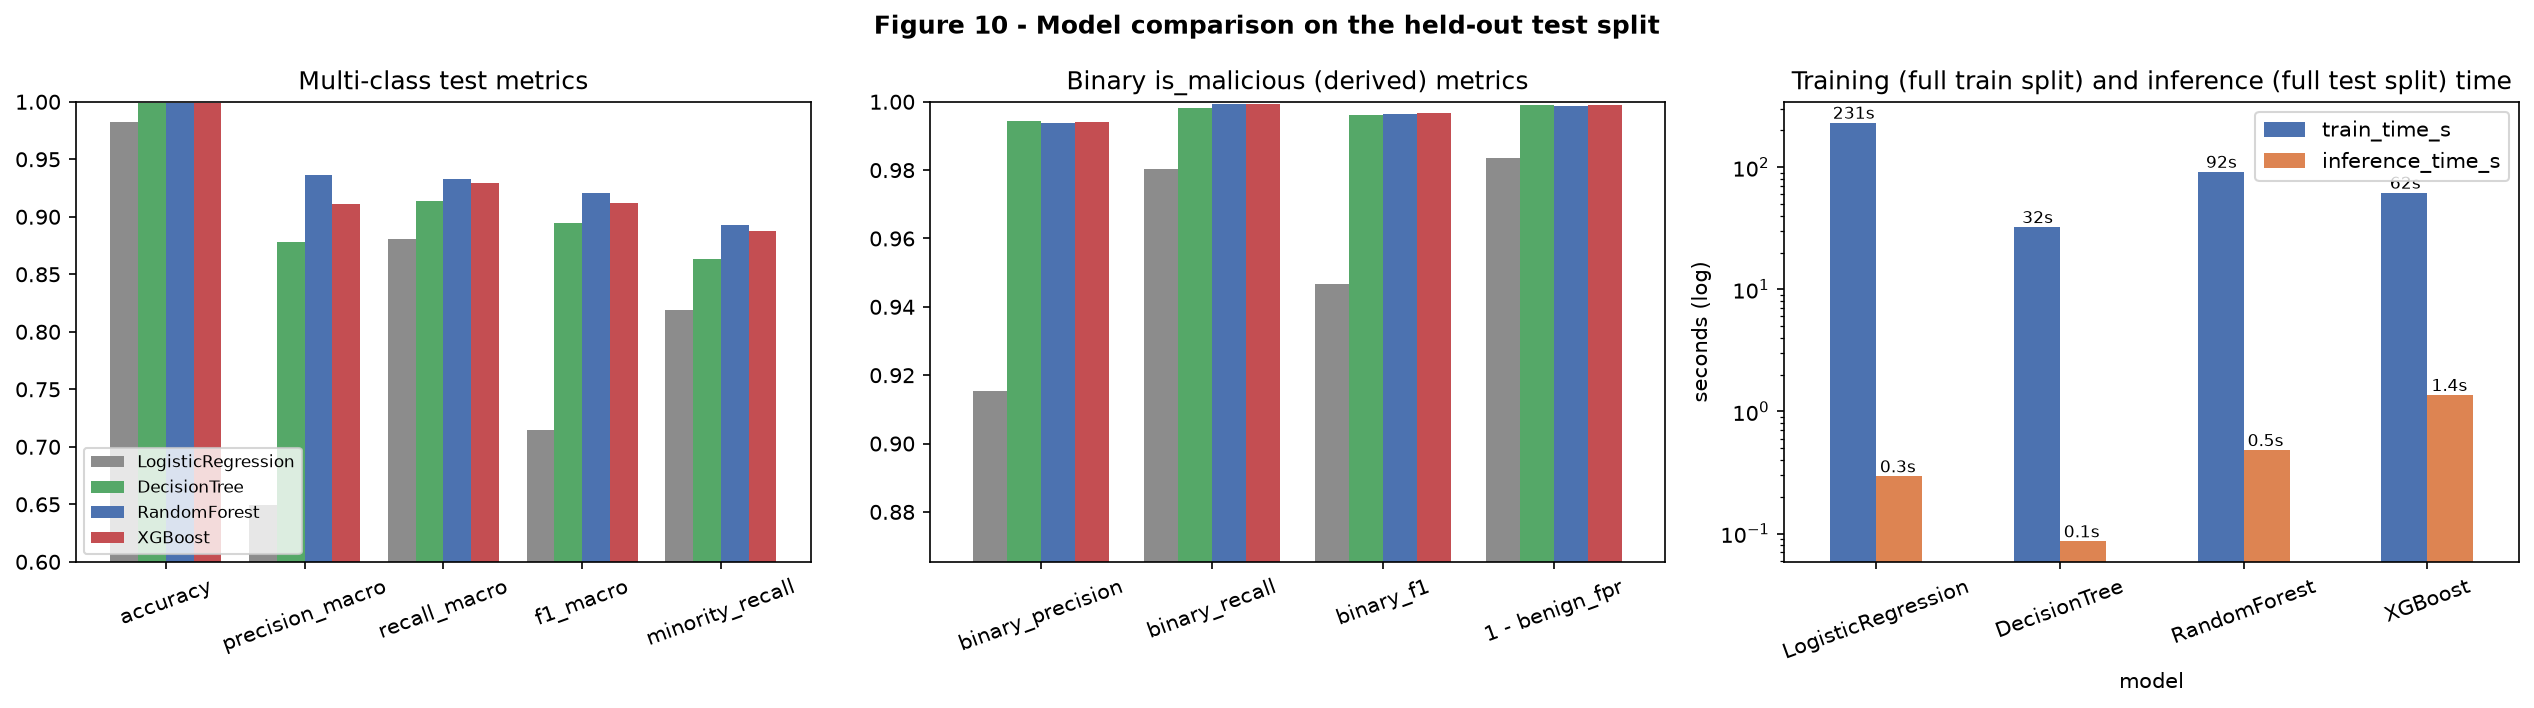 Figure 10 - Model comparison on the held-out test split
Multi-class test metrics
1.00
0.95
0.90
0.85
0.80
0.75
0.70
0.65
0.60
LogisticRegression
DecisionTree
RandomForest
XGBoost
accuracy
precision_macro
recall_macro
f1_macro
minority_recall
Binary is_malicious (derived) metrics
1.00
0.98
0.96
0.94
0.92
0.90
0.88
binary_precision
binary_recall
binary_f1
1 - benign_fpr
Training (full train split) and inference (full test split) time
seconds (log)
10²
10¹
10⁰
10⁻¹
train_time_s
inference_time_s
231s
0.3s
32s
0.1s
92s
0.5s
62s
1.4s
LogisticRegression
DecisionTree
RandomForest
XGBoost
model